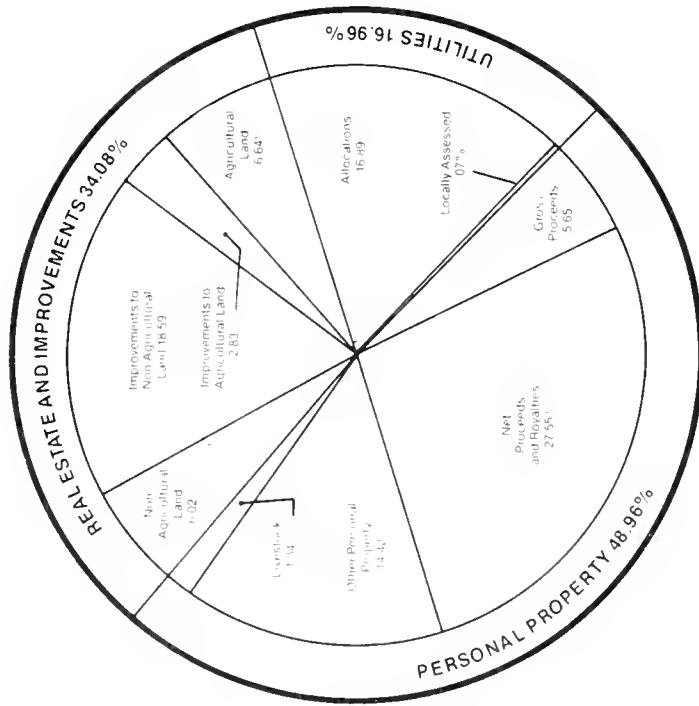 REAL ESTATE AND IMPROVEMENTS 34.08%
UTILITIES 16.96%
PERSONAL PROPERTY 48.96%
Agricultural
Land
6.64
Improvements to
Non Agricultural
Land 18.59
Improvements to
Agricultural Land
2.83
Non
Agricultural
Land
6.02
Allocations
16.89
Locally Assessed
.07%
Gross
Proceeds
5.65
Net
Proceeds
and Royalties
27.55
Livestock
1.34
Other Personal
Property
14.42